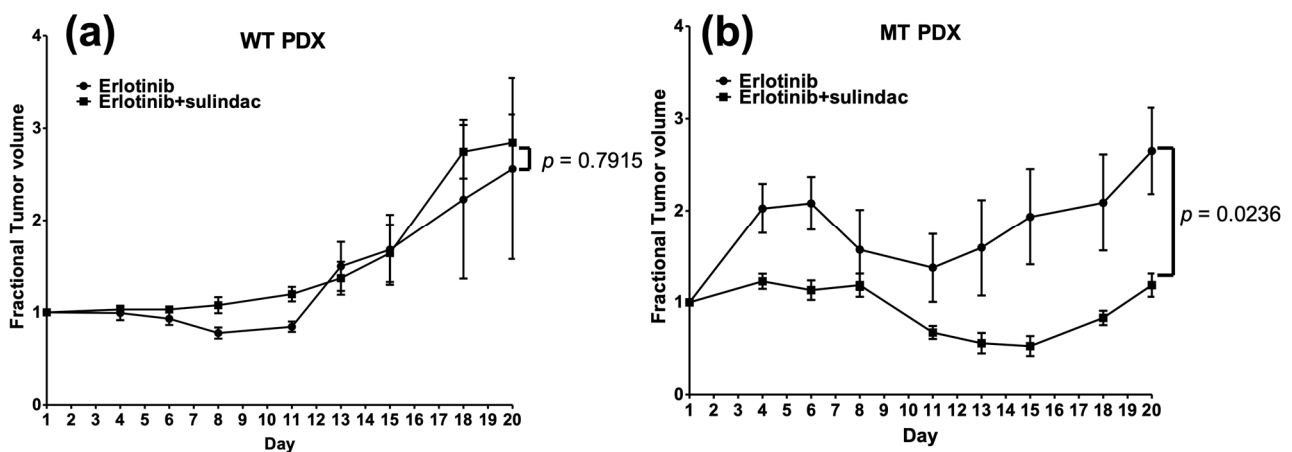 (a)
WT PDX
Erlotinib
Erlotinib+sulindac
Fractional Tumor volume
4
3
2
1
0
p = 0.7915
1 2 3 4 5 6 7 8 9 10 11 12 13 14 15 16 17 18 19 20
Day
(b)
MT PDX
Erlotinib
Erlotinib+sulindac
Fractional Tumor volume
4
3
2
1
0
p = 0.0236
1 2 3 4 5 6 7 8 9 10 11 12 13 14 15 16 17 18 19 20
Day